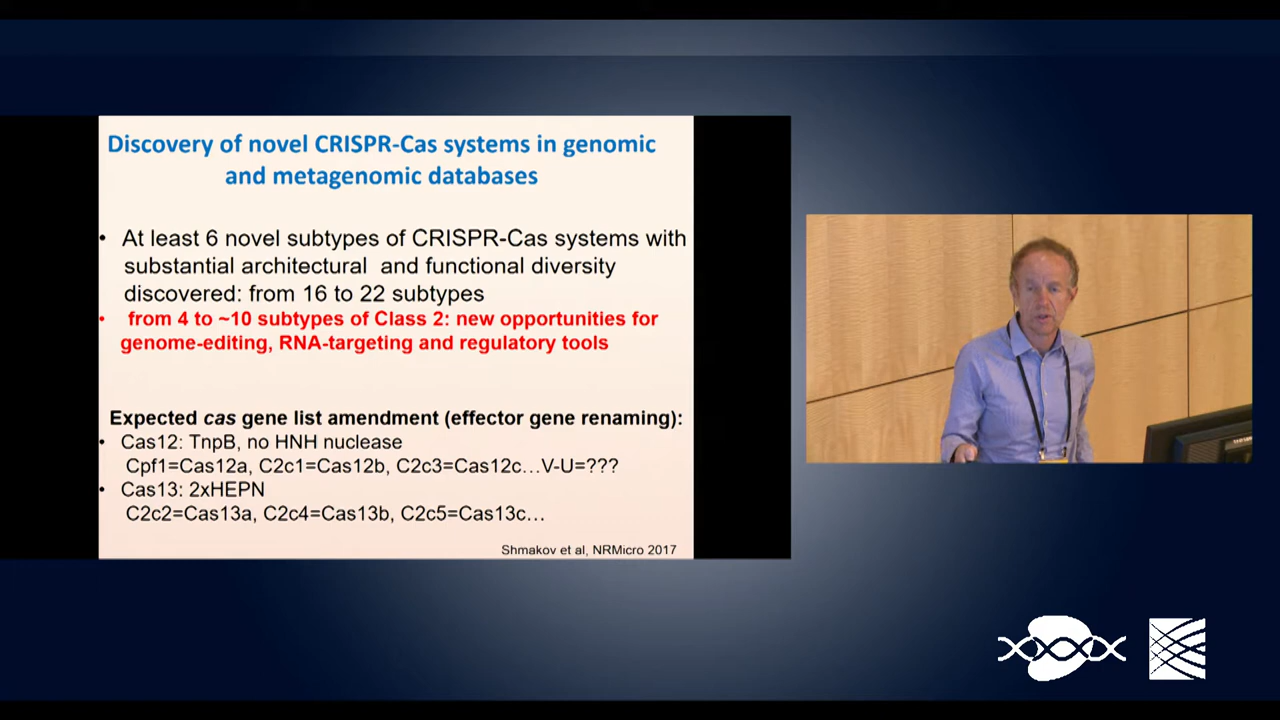 Discovery of novel CRISPR-Cas systems in genomic
and metagenomic databases
• At least 6 novel subtypes of CRISPR-Cas systems with
substantial architectural and functional diversity
discovered: from 16 to 22 subtypes
• from 4 to ~10 subtypes of Class 2: new opportunities for
genome-editing, RNA-targeting and regulatory tools
Expected cas gene list amendment (effector gene renaming):
• Cas12: TnpB, no HNH nuclease
Cpf1=Cas12a, C2c1=Cas12b, C2c3=Cas12c…V-U=???
• Cas13: 2xHEPN
C2c2=Cas13a, C2c4=Cas13b, C2c5=Cas13c…
Shmakov et al, NRMicro 2017